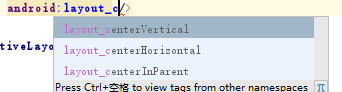 android:layout_c/>
layout_centerVertical
tiveLayo
layout_centerHorizontal
layout_centerInParent
Press Ctrl+空格 to view tags from other namespaces π